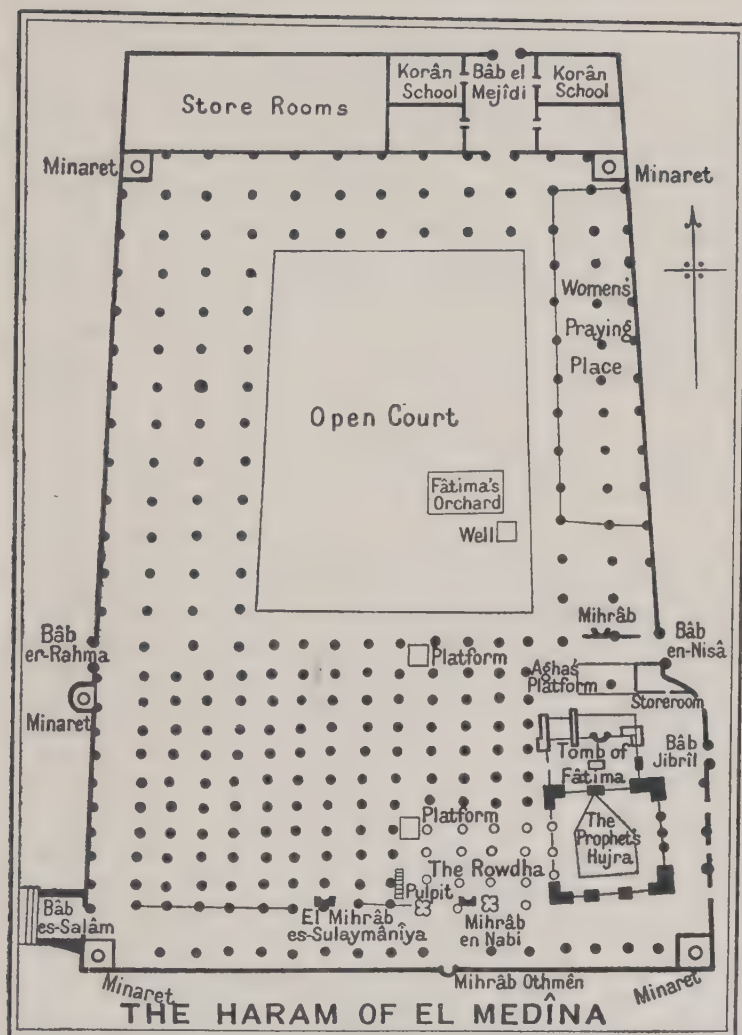 Store Rooms
Korân
School
Bâb el
Mejîdi
Korân
School
Minaret
Minaret
Women's
Praying
Place
Open Court
Fâtima's
Orchard
Well
Mihrâb
Bâb
er-Rahma
Platform
Bâb
en-Nisâ
Agha's
Platform
Storeroom
Minaret
Tomb of
Fâtima
Bâb
Jibrîl
Platform
The
Prophet's
Hujra
The Rowdha
Pulpit
Bâb
es-Salâm
El Mihrâb
es-Sulaymânîya
Mihrâb
en Nabi
Minaret
Mihrâb Othmên
Minaret
THE HARAM OF EL MEDÎNA